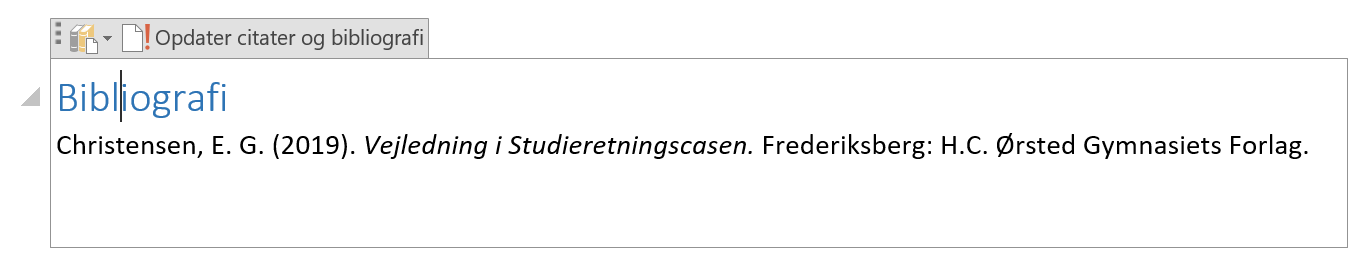 Opdater citater og bibliografi
Bibliografi
Christensen, E. G. (2019). Vejledning i Studieretningscasen. Frederiksberg: H.C. Ørsted Gymnasiets Forlag.